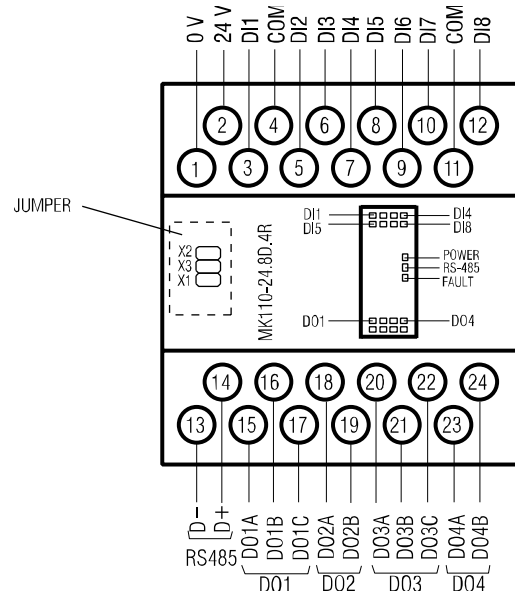 0 V 24 V DI1 COM DI2 DI3 DI4 DI5 DI6 DI7 COM DI8
2 4 6 8 10 12
1 3 5 7 9 11
JUMPER
X2
X3
X1
MK110-24.8D.4R
DI1 DI4
DI5 DI8
POWER
RS-485
FAULT
DO1 DO4
14 16 18 20 22 24
13 15 17 19 21 23
D- D+ DO1A DO1B DO1C DO2A DO2B DO3A DO3B DO3C DO4A DO4B
RS485
DO1 DO2 DO3 DO4